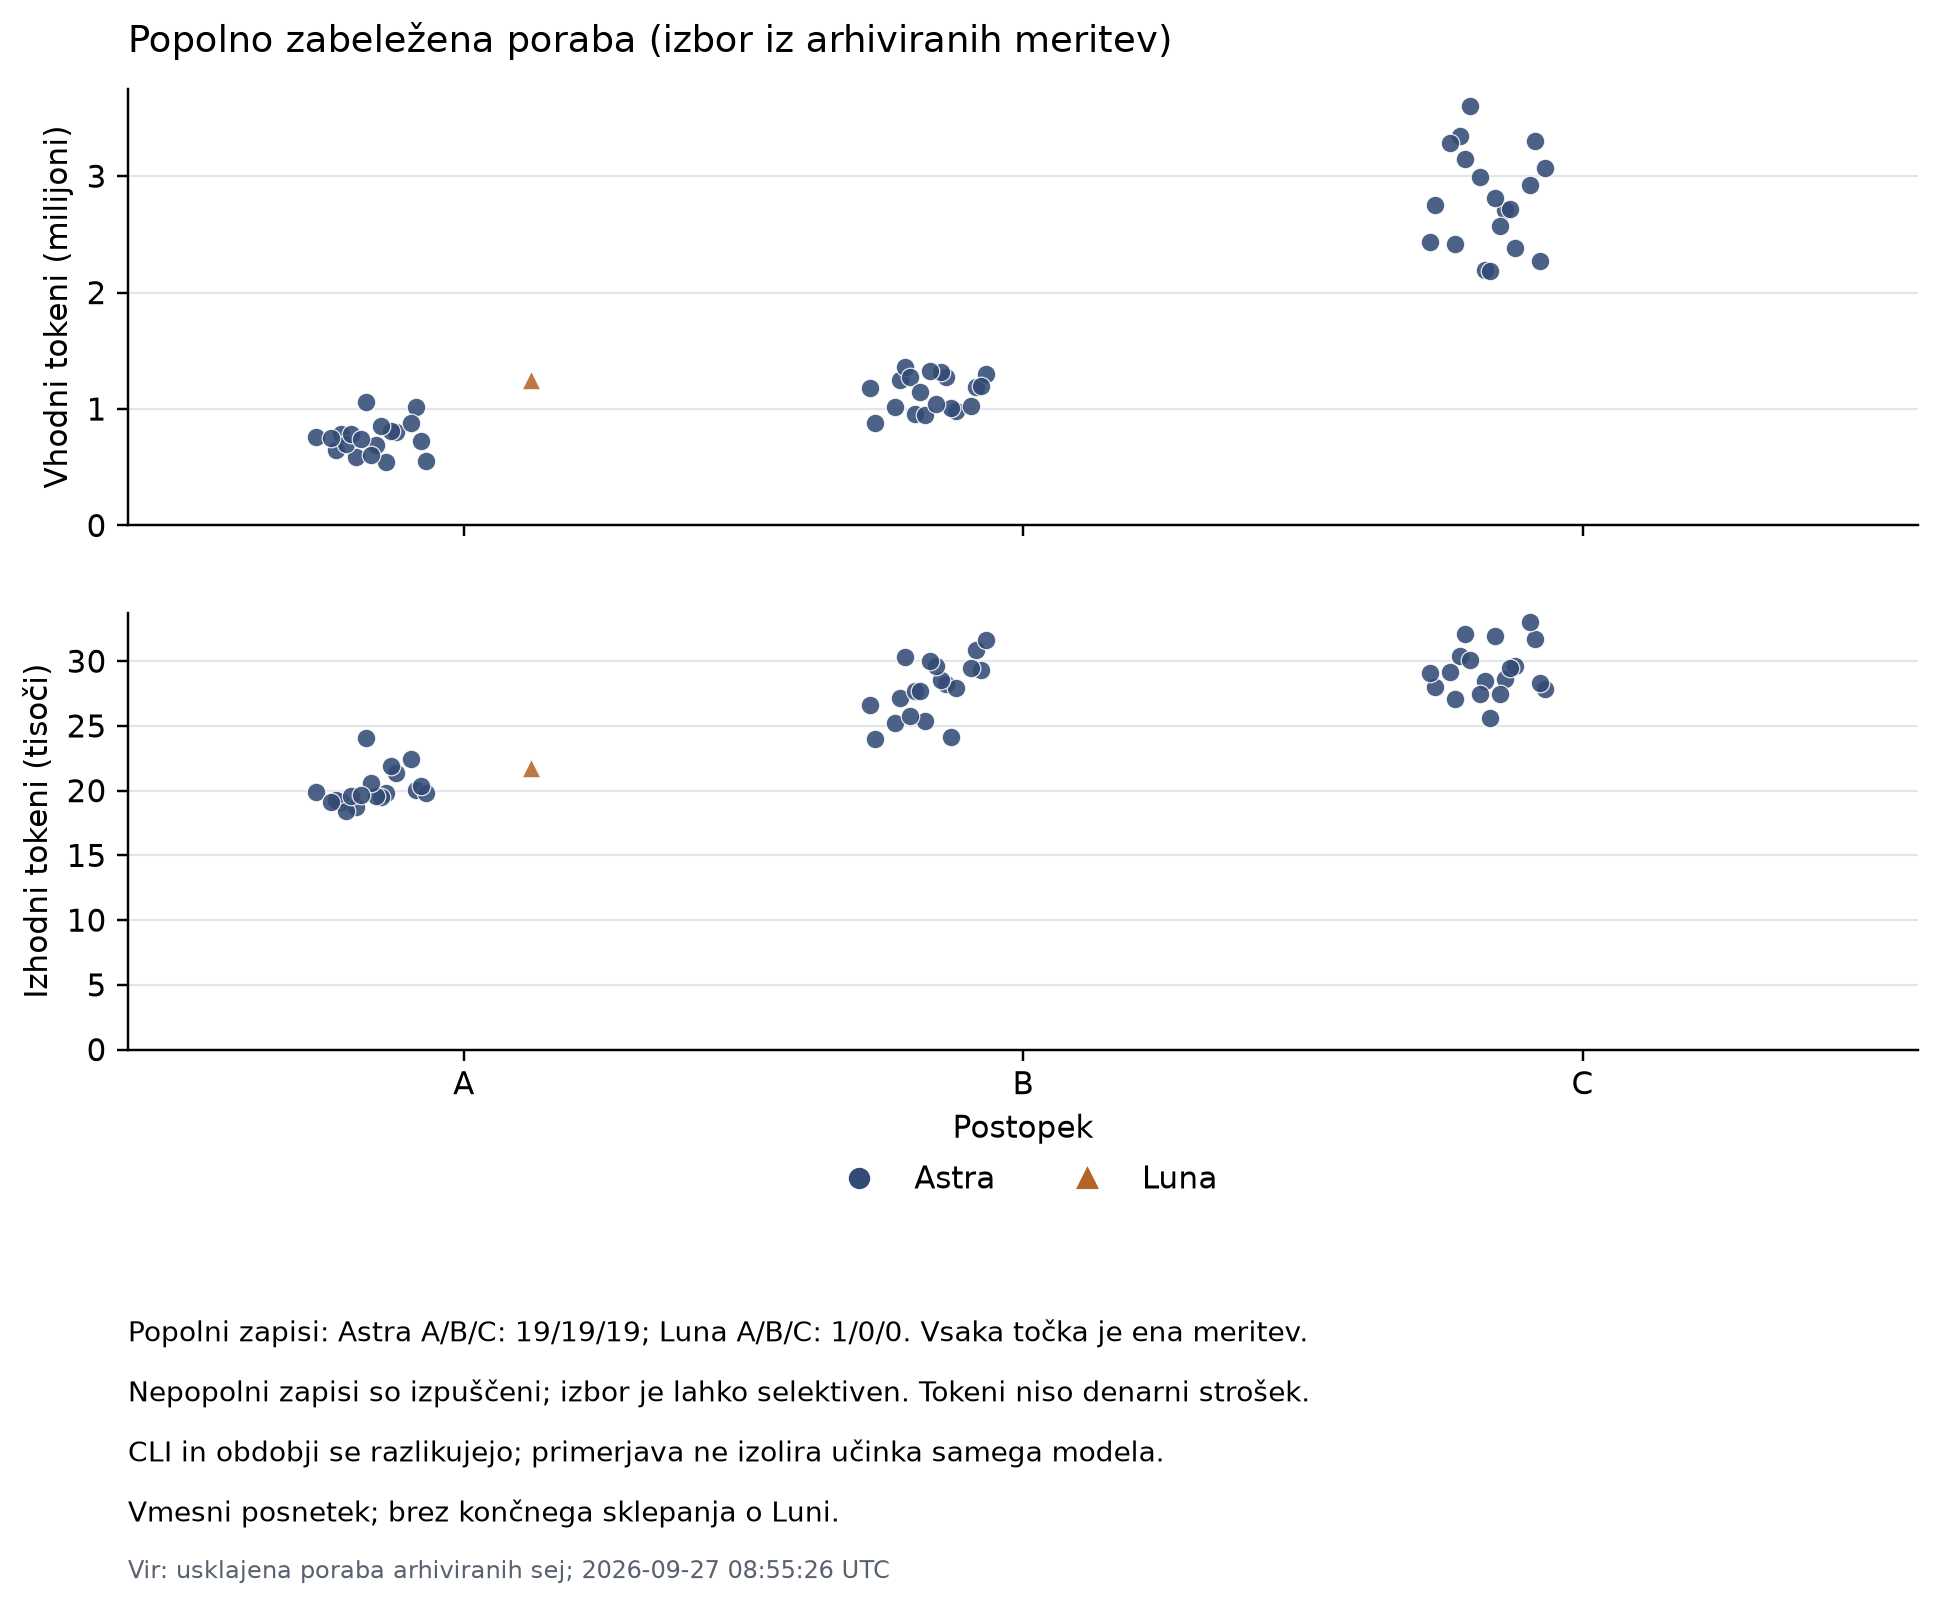 Popolno zabeležena poraba (izbor iz arhiviranih meritev)
Vhodni tokeni (milijoni)
3
2
1
0
Izhodni tokeni (tisoči)
30
25
20
15
10
5
0
A B C
Postopek
Astra Luna
Popolni zapisi: Astra A/B/C: 19/19/19; Luna A/B/C: 1/0/0. Vsaka točka je ena meritev.
Nepopolni zapisi so izpuščeni; izbor je lahko selektiven. Tokeni niso denarni strošek.
CLI in obdobji se razlikujejo; primerjava ne izolira učinka samega modela.
Vmesni posnetek; brez končnega sklepanja o Luni.
Vir: usklajena poraba arhiviranih sej; 2026-09-27 08:55:26 UTC